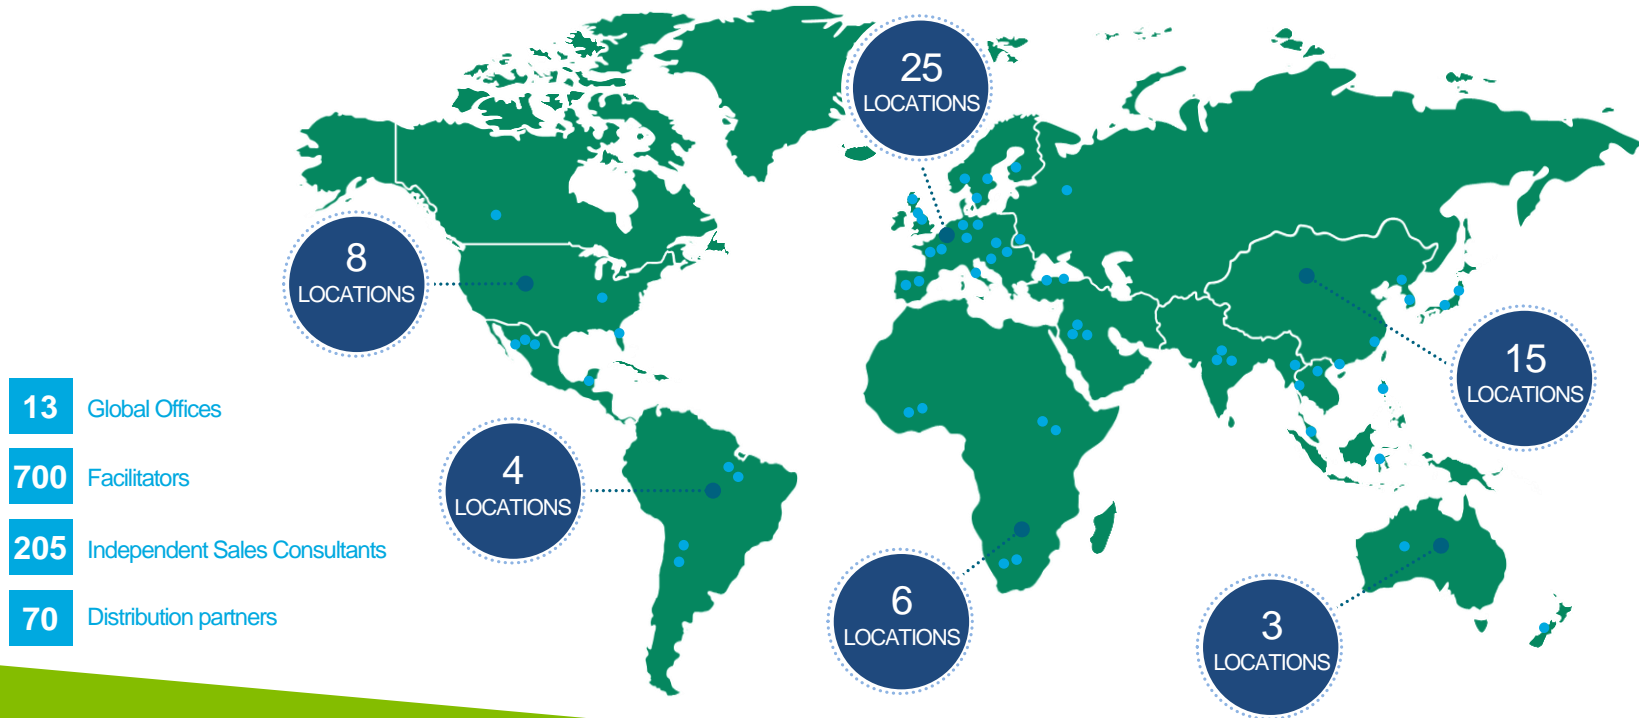 25
LOCATIONS
8
LOCATIONS
15
LOCATIONS
13 Global Offices
700 Facilitators
205 Independent Sales Consultants
70 Distribution partners
4
LOCATIONS
6
LOCATIONS
3
LOCATIONS